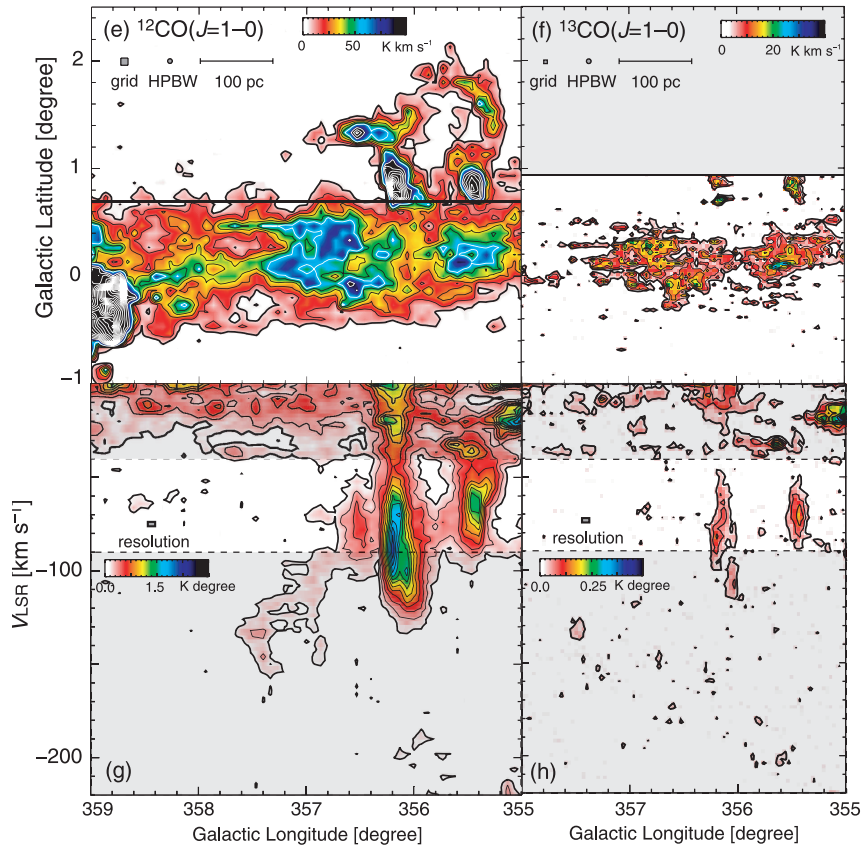 (e) ¹²CO(J=1–0)
0 50 K km s⁻¹
grid HPBW 100 pc
(f) ¹³CO(J=1–0)
0 20 K km s⁻¹
grid HPBW 100 pc
Galactic Latitude [degree]
2
1
0
−1
resolution
0.0 1.5 K degree
(g)
resolution
0.0 0.25 K degree
(h)
VLSR [km s⁻¹]
−100
−200
359 358 357 356 355
Galactic Longitude [degree]
357 356 355
Galactic Longitude [degree]